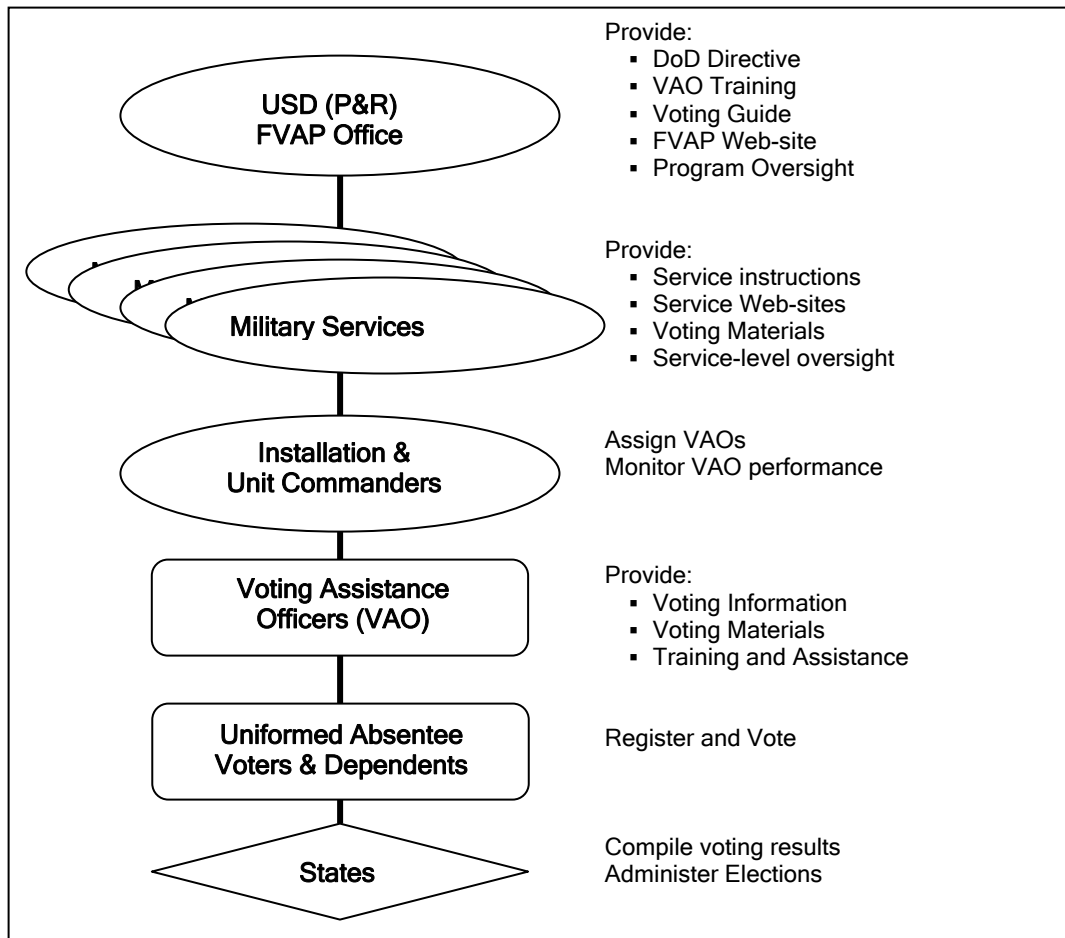 USD (P&R)
FVAP Office
Provide:
▪ DoD Directive
▪ VAO Training
▪ Voting Guide
▪ FVAP Web-site
▪ Program Oversight
Military Services
Provide:
▪ Service instructions
▪ Service Web-sites
▪ Voting Materials
▪ Service-level oversight
Installation &
Unit Commanders
Assign VAOs
Monitor VAO performance
Voting Assistance
Officers (VAO)
Provide:
▪ Voting Information
▪ Voting Materials
▪ Training and Assistance
Uniformed Absentee
Voters & Dependents
Register and Vote
States
Compile voting results
Administer Elections